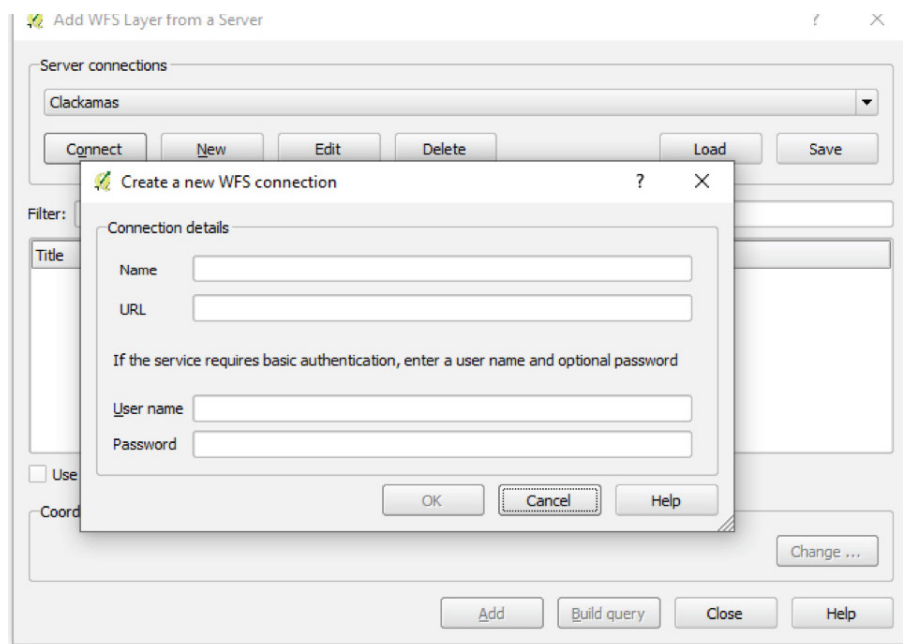 Add WFS Layer from a Server ? ×
Server connections
Clackamas
Connect New Edit Delete Load Save
Create a new WFS connection ? ×
Filter:
Connection details
Title
Name
URL
If the service requires basic authentication, enter a user name and optional password
User name
Password
Use
Coord
OK Cancel Help
Change ...
Add Build query Close Help